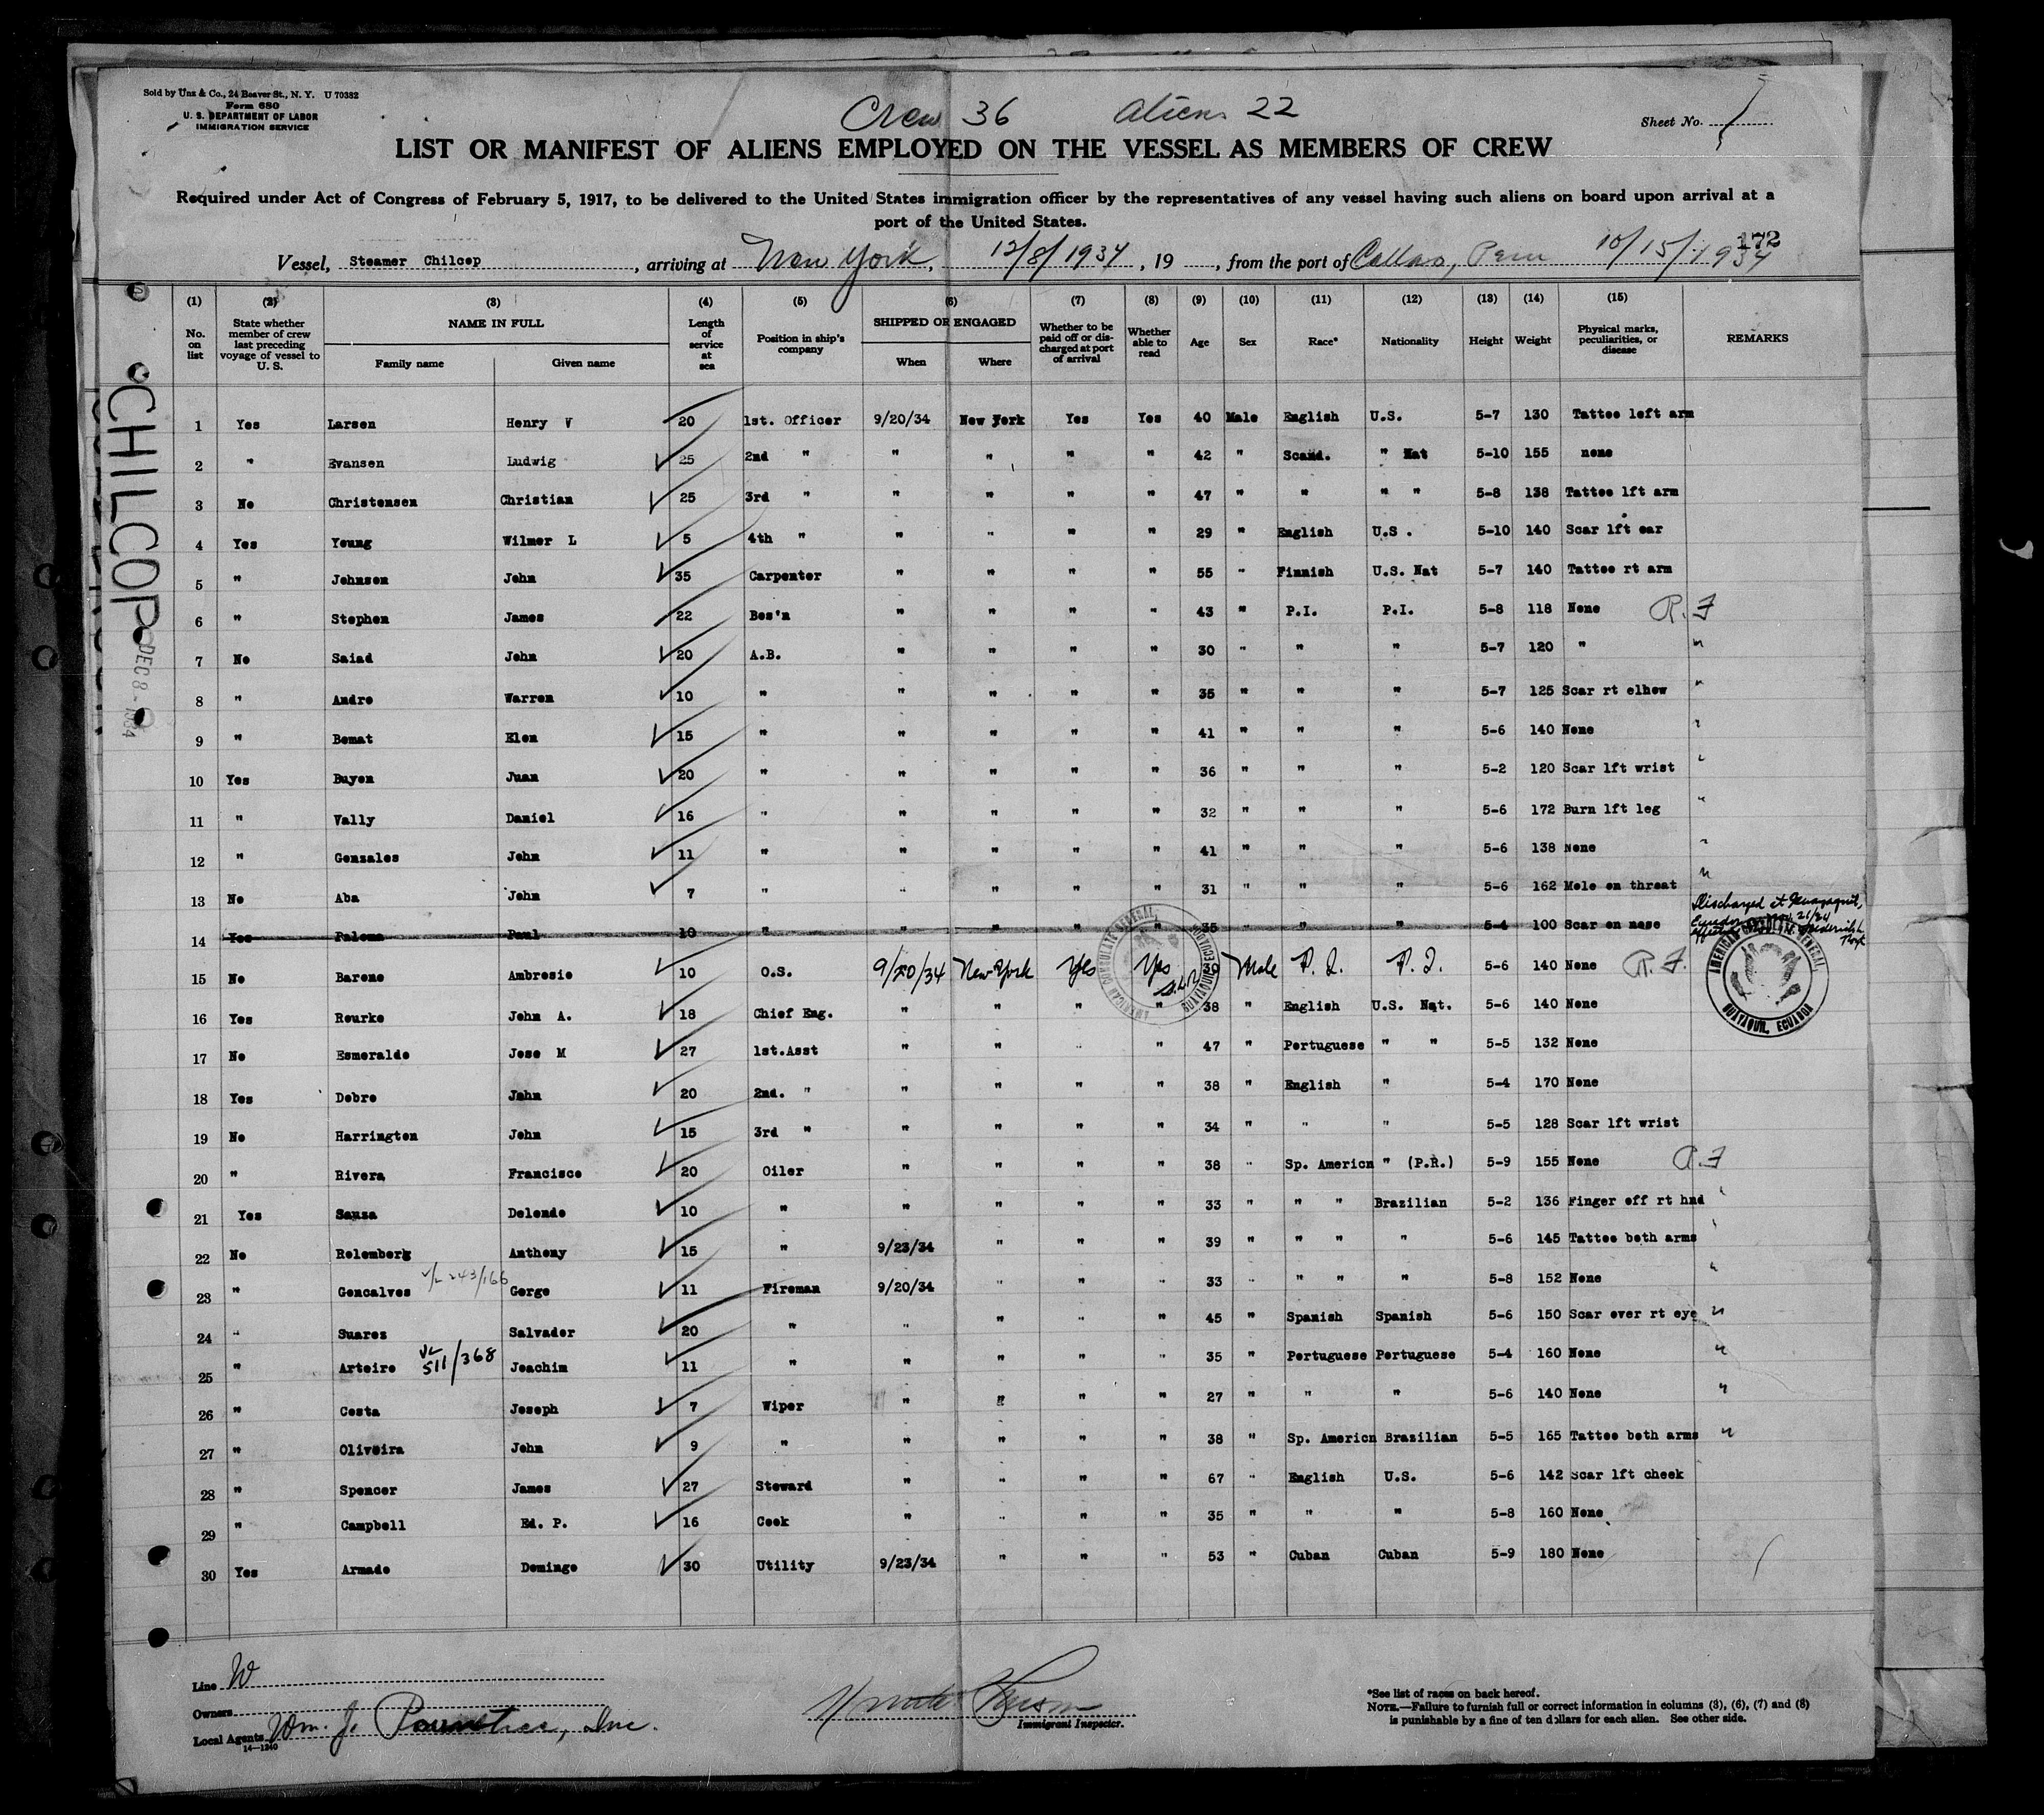 Sold by Unz & Co., 24 Beaver St., N. Y. U 70382
Form 680
U. S. DEPARTMENT OF LABOR
IMMIGRATION SERVICE
Crew 36 Aliens 22
Sheet No. 1
LIST OR MANIFEST OF ALIENS EMPLOYED ON THE VESSEL AS MEMBERS OF CREW
Required under Act of Congress of February 5, 1917, to be delivered to the United States immigration officer by the representatives of any vessel having such aliens on board upon arrival at a
port of the United States.
172
Vessel, Steamer Chilcop, arriving at New York, 12/8/1934, 19 , from the port of Callao, Peru 10/15/1934
(1) (2) (3) (4) (5) (6) (7) (8) (9) (10) (11) (12) (13) (14) (15)
No. on list State whether member of crew last preceding voyage of vessel to U. S. NAME IN FULL Family name Given name Length of service at sea Position in ship's company SHIPPED OR ENGAGED When Where Whether to be paid off or discharged at port of arrival Whether able to read Age Sex Race* Nationality Height Weight Physical marks, peculiarities, or disease REMARKS
1 Yes Larsen Henry V 20 1st. Officer 9/20/34 New York Yes Yes 40 Male English U.S. 5-7 130 Tattoo left arm
2 " Evansen Ludwig 25 2nd " " " " " 42 " Scand. " Nat 5-10 155 none
3 No Christensen Christian 25 3rd " " " " " 47 " " " " 5-8 138 Tattoo lft arm
4 Yes Young Wilmer L 5 4th " " " " " 29 " English U.S. 5-10 140 Scar lft ear
5 " Johnson John 35 Carpenter " " " " 55 " Finnish U.S. Nat 5-7 140 Tattoo rt arm
6 " Stephen James 22 Bos'n " " " " 43 " P.I. P.I. 5-8 118 None R.F
7 No Saiad John 20 A.B. " " " " 30 " " " 5-7 120 " "
8 " Andro Warren 10 " " " " " 35 " " " 5-7 125 Scar rt elbow "
9 " Bomat Elon 15 " " " " " 41 " " " 5-6 140 None "
10 Yes Buyon Juan 20 " " " " " 36 " " " 5-2 120 Scar lft wrist "
11 " Vally Daniel 16 " " " " " 32 " " " 5-6 172 Burn lft leg "
12 " Gonzales John 11 " " " " " 41 " " " 5-6 138 None "
13 No Aba John 7 " " " " " 31 " " " 5-6 162 Mole on throat "
14 Yes Paloma Paul 10 " " " " " 35 " " " 5-4 100 Scar on nose Discharged at Guayaquil, Ecuador Nov. 21/34
15 No Barone Ambrosio 10 O.S. 9/20/34 New York Yes Yes 39 Male P.I. P.I. 5-6 140 None R.F.
16 Yes Rourke John A. 18 Chief Eng. " " " " 38 " English U.S. Nat. 5-6 140 None
17 No Esmeralde Jose M 27 1st.Asst " " " " 47 " Portuguese " " 5-5 132 None
18 Yes Debro John 20 2nd. " " " " " 38 " English " 5-4 170 None
19 No Harrington John 15 3rd " " " " " 34 " " " 5-5 128 Scar lft wrist
20 " Rivera Francisco 20 Oiler " " " " 38 " Sp. American " (P.R.) 5-9 155 None R.F
21 Yes Sauza Delendo 10 " " " " " 33 " " " Brazilian 5-2 136 Finger off rt hnd "
22 No Relemberg Anthony 15 " 9/23/34 " " " 39 " " " " 5-6 145 Tattoo both arms "
23 " Goncalves V/L 243/166 Gorge 11 Fireman 9/20/34 " " " 33 " " " " 5-8 152 None "
24 " Suarez Salvador 20 " " " " " 45 " Spanish Spanish 5-6 150 Scar over rt eye "
25 " Arteiro VL 511/368 Joachim 11 " " " " " 35 " Portuguese Portuguese 5-4 160 None "
26 " Costa Joseph 7 Wiper " " " " 27 " " " 5-6 140 None "
27 " Oliveira John 9 " " " " " 38 " Sp. American Brazilian 5-5 165 Tattoo both arms "
28 " Spencer James 27 Steward " " " " 67 " English U.S. 5-6 142 Scar lft cheek
29 " Campbell Ed. P. 16 Cook " " " " 35 " " " 5-8 160 None
30 Yes Armado Domingo 30 Utility 9/23/34 " " " 53 " Cuban Cuban 5-9 180 None
CHILCOP
DEC 8 - 1934
AMERICAN CONSULATE GENERAL
GUAYAQUIL, ECUADOR
AMERICAN CONSULATE GENERAL
GUAYAQUIL, ECUADOR
Line W
Owners
Local Agents Wm. J. Inc.
14—1240
Immigrant Inspector.
*See list of races on back hereof.
NOTE.—Failure to furnish full or correct information in columns (3), (6), (7) and (8)
is punishable by a fine of ten dollars for each alien. See other side.